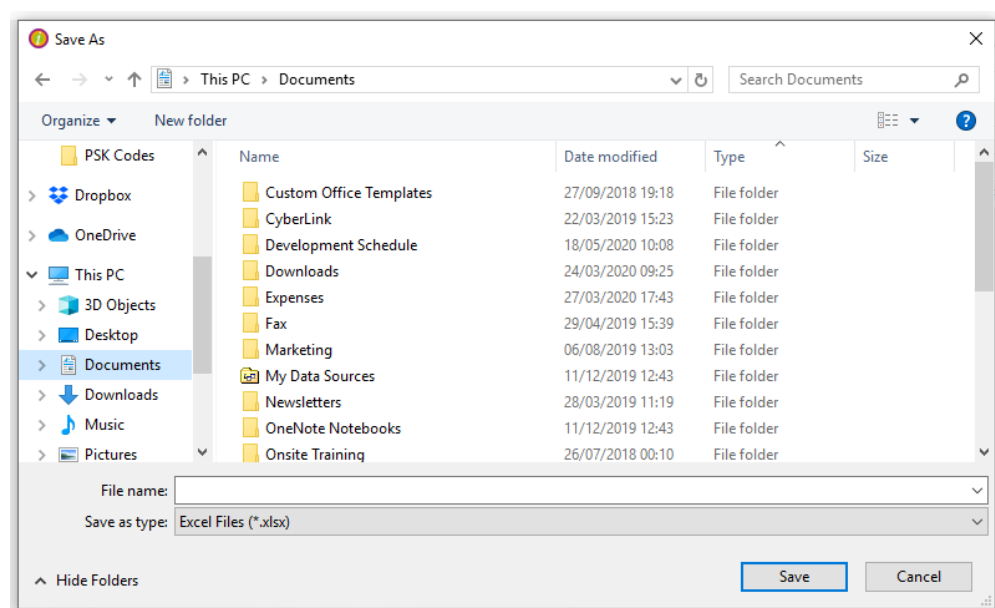 Save As
This PC > Documents
Search Documents
Organize
New folder
Name Date modified Type Size
PSK Codes
Dropbox
OneDrive
This PC
3D Objects
Desktop
Documents
Downloads
Music
Pictures
Custom Office Templates 27/09/2018 19:18 File folder
CyberLink 22/03/2019 15:23 File folder
Development Schedule 18/05/2020 10:08 File folder
Downloads 24/03/2020 09:25 File folder
Expenses 27/03/2020 17:43 File folder
Fax 29/04/2019 15:39 File folder
Marketing 06/08/2019 13:03 File folder
My Data Sources 11/12/2019 12:43 File folder
Newsletters 28/03/2019 11:19 File folder
OneNote Notebooks 11/12/2019 12:43 File folder
Onsite Training 26/07/2018 00:10 File folder
File name:
Save as type: Excel Files (*.xlsx)
Hide Folders
Save
Cancel